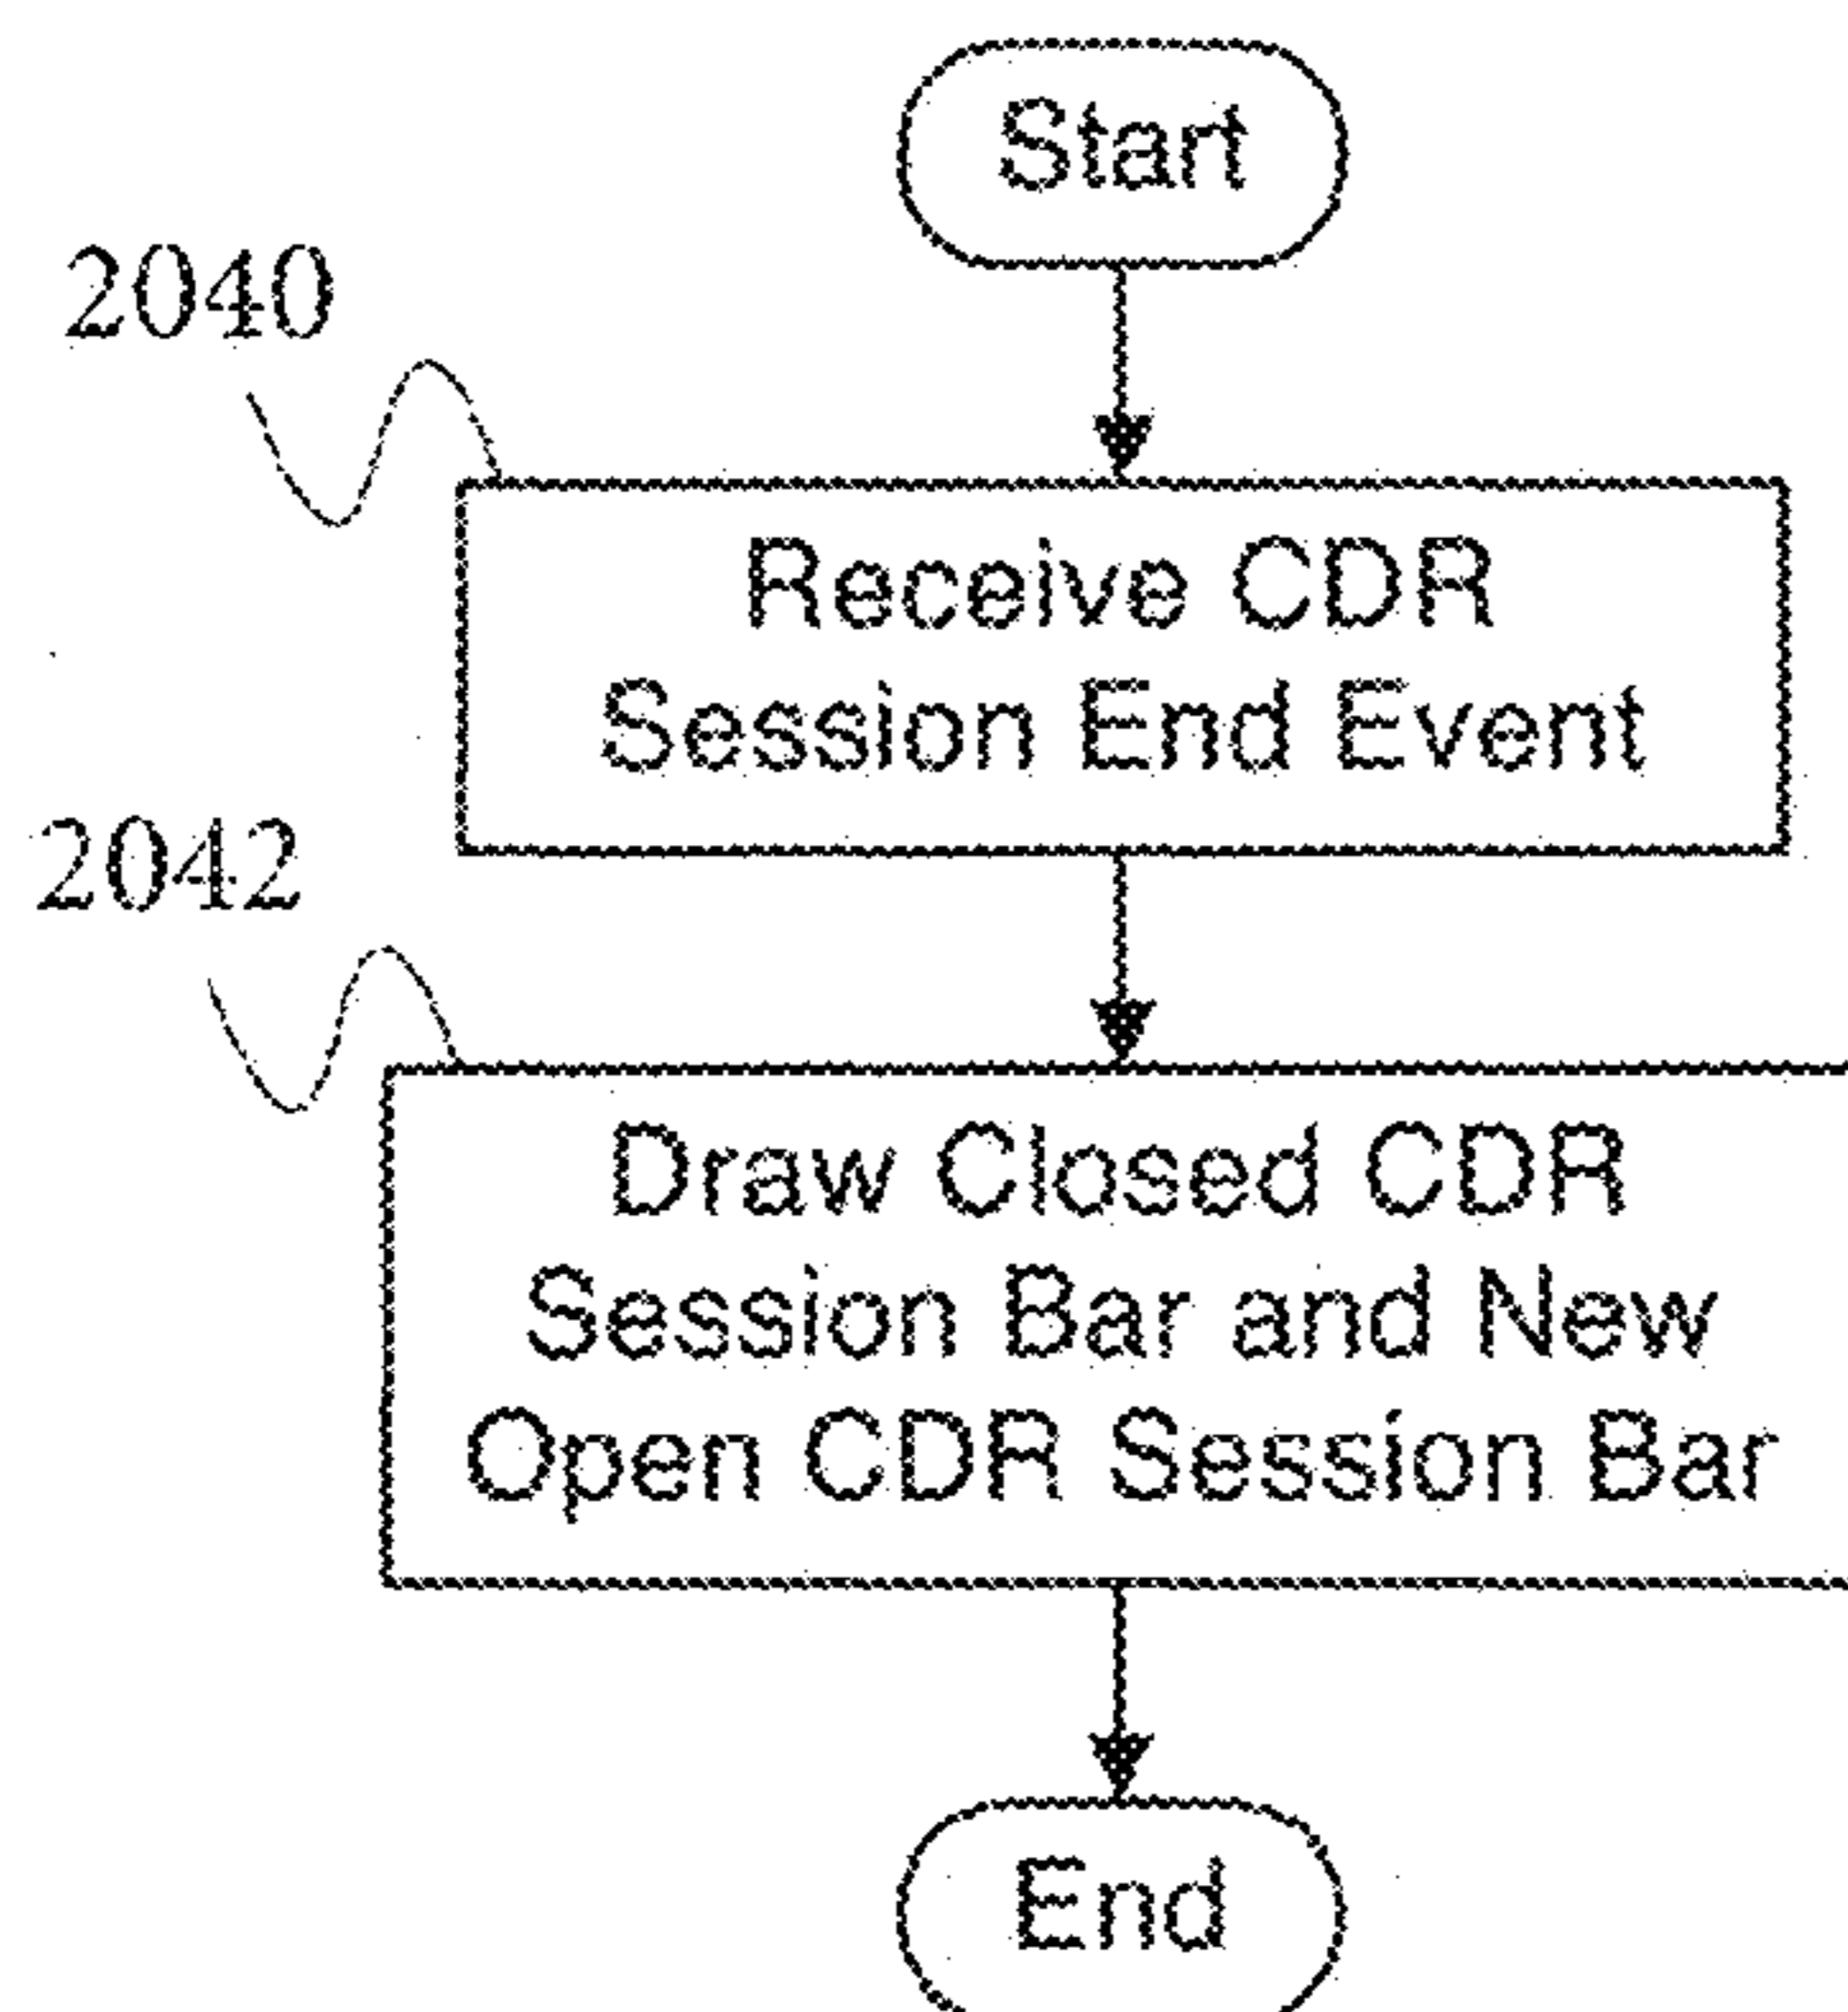 Start
2040
Receive CDR
Session End Event
2042
Draw Closed CDR
Session Bar and New
Open CDR Session Bar
End